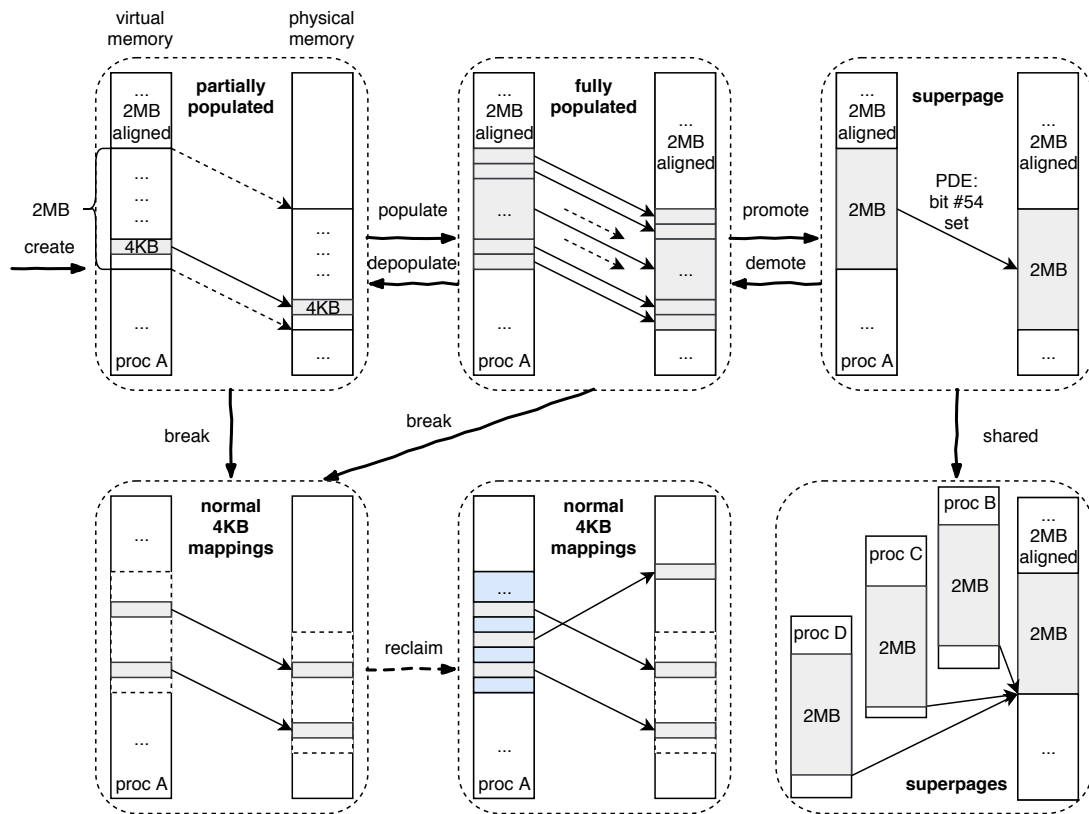 virtual
memory
physical
memory
...
2MB
aligned
partially
populated
...
...
...
2MB
4KB
create
...
...
...
4KB
...
...
proc A
populate
depopulate
...
2MB
aligned
fully
populated
...
2MB
aligned
...
...
...
...
proc A
promote
demote
...
2MB
aligned
superpage
...
2MB
aligned
2MB
PDE:
bit #54
set
2MB
...
...
proc A
break
break
shared
...
normal
4KB
mappings
...
proc A
reclaim
...
normal
4KB
mappings
...
proc A
proc B
...
2MB
aligned
proc C
2MB
proc D
2MB
2MB
2MB
...
superpages